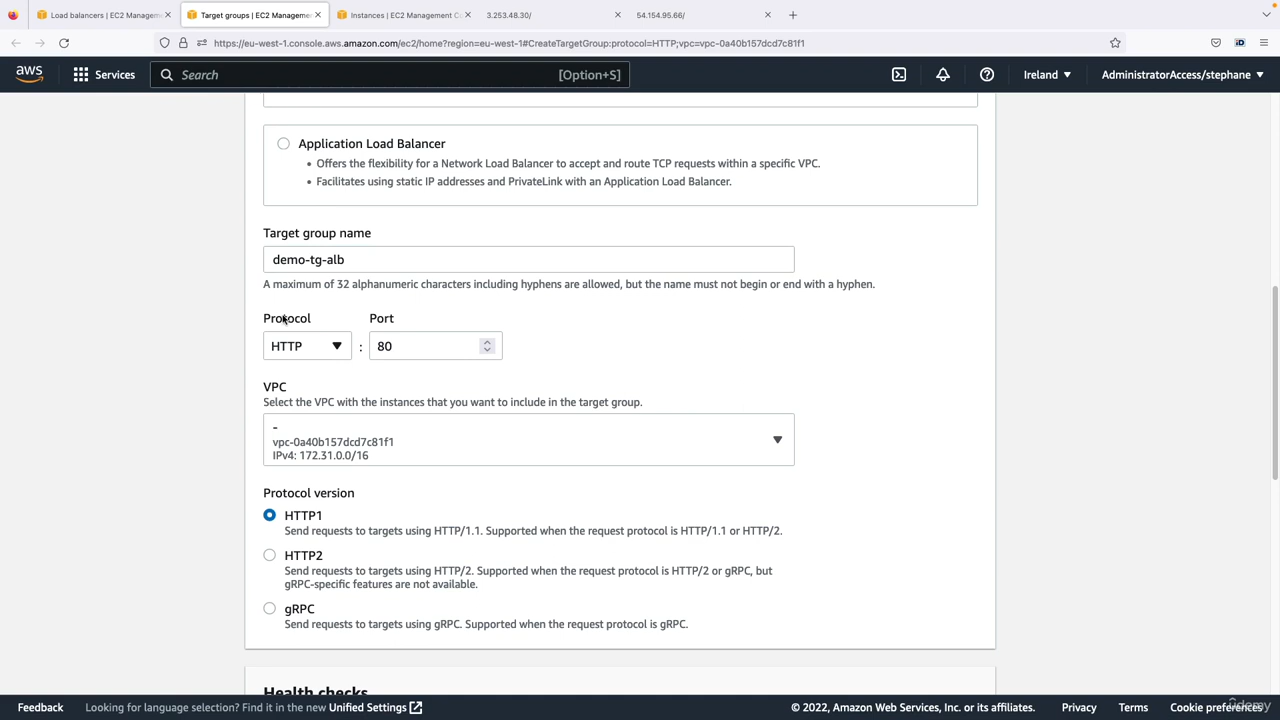 Load balancers | EC2 Managem
Target groups | EC2 Manageme
Instances | EC2 Management C
3.253.48.30/
54.154.95.66/
https://eu-west-1.console.aws.amazon.com/ec2/home?region=eu-west-1#CreateTargetGroup:protocol=HTTP;vpc=vpc-0a40b157dcd7c81f1
aws
Services
Search
[Option+S]
Ireland
AdministratorAccess/stephane
Application Load Balancer
• Offers the flexibility for a Network Load Balancer to accept and route TCP requests within a specific VPC.
• Facilitates using static IP addresses and PrivateLink with an Application Load Balancer.
Target group name
demo-tg-alb
A maximum of 32 alphanumeric characters including hyphens are allowed, but the name must not begin or end with a hyphen.
Protocol Port
HTTP : 80
VPC
Select the VPC with the instances that you want to include in the target group.
-
vpc-0a40b157dcd7c81f1
IPv4: 172.31.0.0/16
Protocol version
HTTP1
Send requests to targets using HTTP/1.1. Supported when the request protocol is HTTP/1.1 or HTTP/2.
HTTP2
Send requests to targets using HTTP/2. Supported when the request protocol is HTTP/2 or gRPC, but
gRPC-specific features are not available.
gRPC
Send requests to targets using gRPC. Supported when the request protocol is gRPC.
Health checks
Feedback
Looking for language selection? Find it in the new Unified Settings
© 2022, Amazon Web Services, Inc. or its affiliates.
Privacy
Terms
Cookie preferences
ûdemy